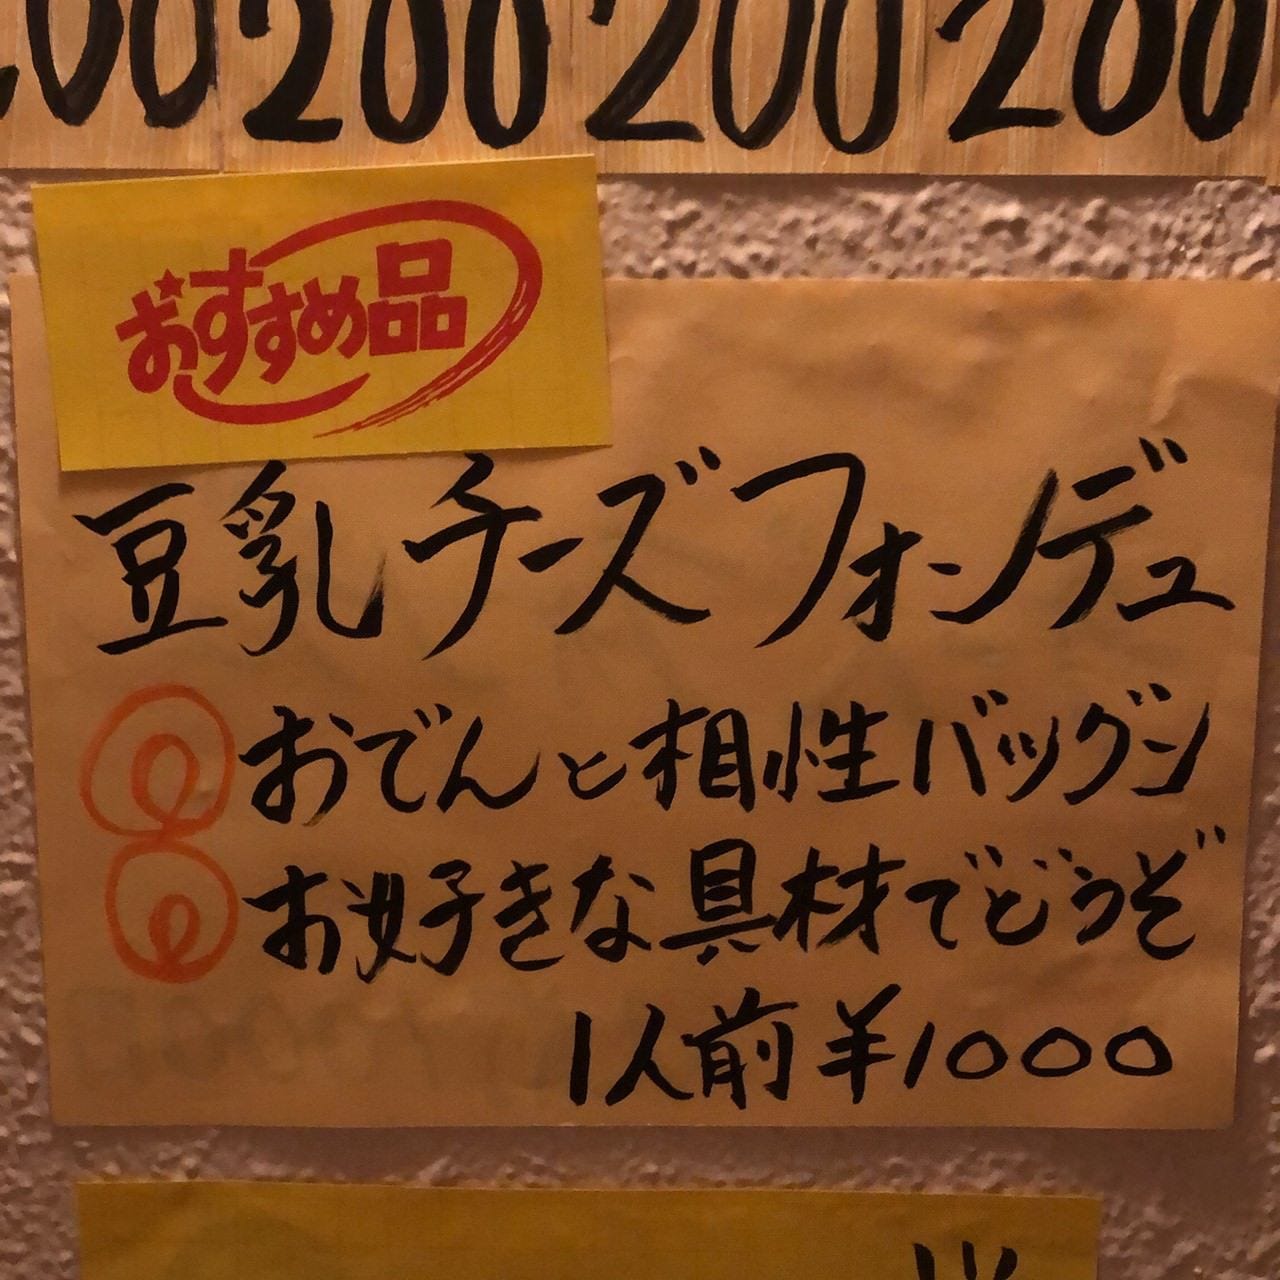 200 200 200 200
おすすめ品
豆乳チーズフォンデュ
おでんと相性バツグン
お好きな具材でどうぞ
1人前¥1000